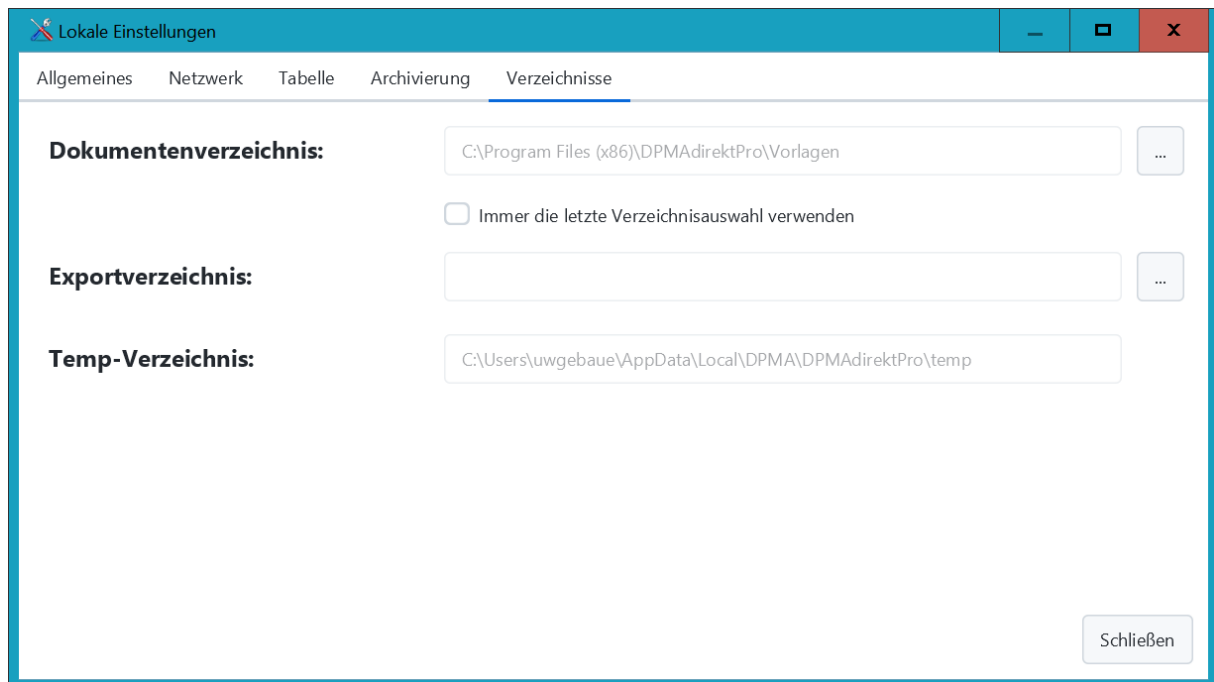 Lokale Einstellungen
Allgemeines Netzwerk Tabelle Archivierung Verzeichnisse
Dokumentenverzeichnis: C:\Program Files (x86)\DPMAdirektPro\Vorlagen ...
Immer die letzte Verzeichnisauswahl verwenden
Exportverzeichnis: ...
Temp-Verzeichnis: C:\Users\uwgebaue\AppData\Local\DPMA\DPMAdirektPro\temp
Schließen